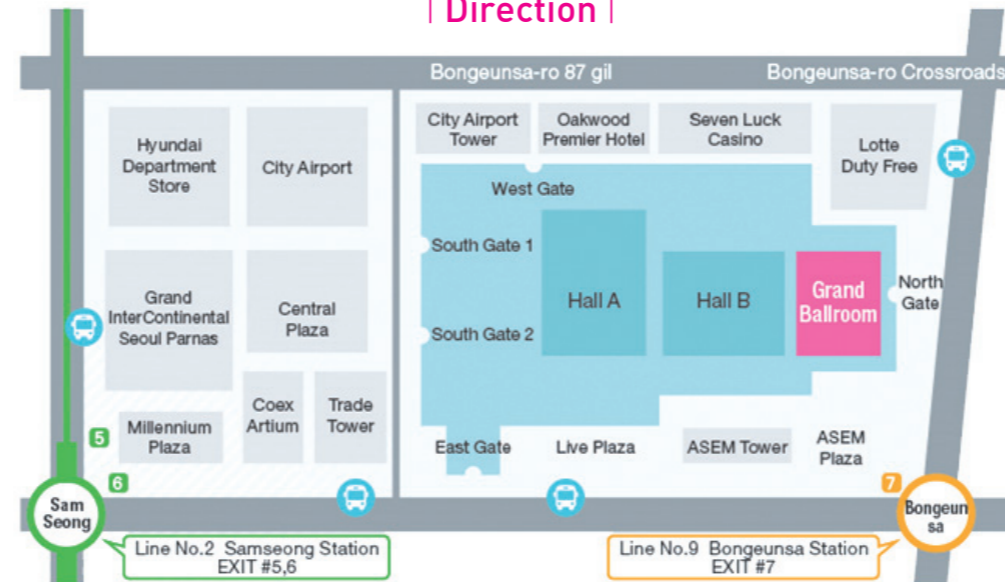 | Direction |
Bongeunsa-ro 87 gil
Bongeunsa-ro Crossroads
Hyundai
Department
Store
City Airport
City Airport
Tower
Oakwood
Premier Hotel
Seven Luck
Casino
Lotte
Duty Free
West Gate
South Gate 1
South Gate 2
Hall A
Hall B
Grand
Ballroom
North
Gate
Grand
InterContinental
Seoul Parnas
Central
Plaza
Coex
Artium
Trade
Tower
Millennium
Plaza
East Gate
Live Plaza
ASEM Tower
ASEM
Plaza
5
6
7
Sam
Seong
Bongeun
sa
Line No.2 Samseong Station
EXIT #5,6
Line No.9 Bongeunsa Station
EXIT #7